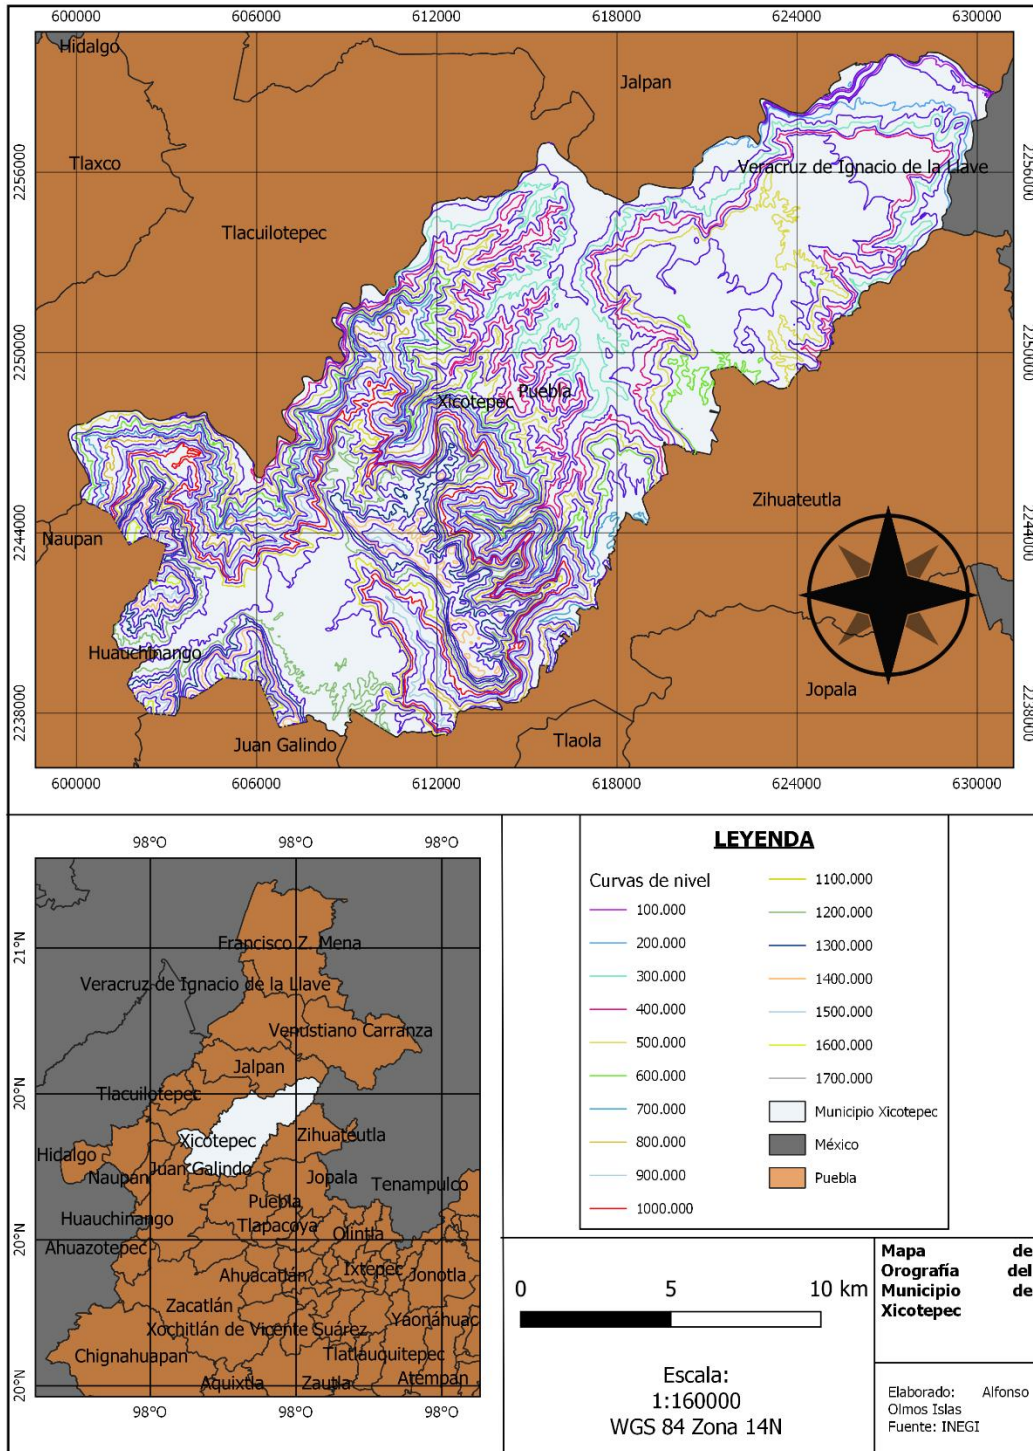 600000 606000 612000 618000 624000 630000
Hidalgo
Jalpan
Tlaxco
Veracruz de Ignacio de la Llave
2256000
2256000
Tlacuilotepec
2250000
2250000
Xicotepec
Puebla
Zihuateutla
2244000
2244000
Naupan
Huauchinango
Jopala
2238000
2238000
Juan Galindo
Tlaola
600000 606000 612000 618000 624000 630000
98°O 98°O 98°O
21°N
Francisco Z. Mena
Veracruz de Ignacio de la Llave
Venustiano Carranza
Jalpan
20°N
Tlacuilotepec
Xicotepec
Zihuateutla
Hidalgo
Juan Galindo
Naupan
Jopala
Tenampulco
Puebla
Huauchinango
Tlapacoya
Olintla
20°N
Ahuazotepec
Ahuacatlán
Ixtepec
Jonotla
Zacatlán
Yaonáhuac
Xochitlán de Vicente Suárez
Chignahuapan
Tlatlauquitepec
20°N
Aquixtla
Zautla
Atempan
98°O 98°O 98°O
LEYENDA
Curvas de nivel
100.000
200.000
300.000
400.000
500.000
600.000
700.000
800.000
900.000
1000.000
1100.000
1200.000
1300.000
1400.000
1500.000
1600.000
1700.000
Municipio Xicotepec
México
Puebla
0 5 10 km
Escala:
1:160000
WGS 84 Zona 14N
Mapa de
Orografía del
Municipio de
Xicotepec
Elaborado: Alfonso
Olmos Islas
Fuente: INEGI